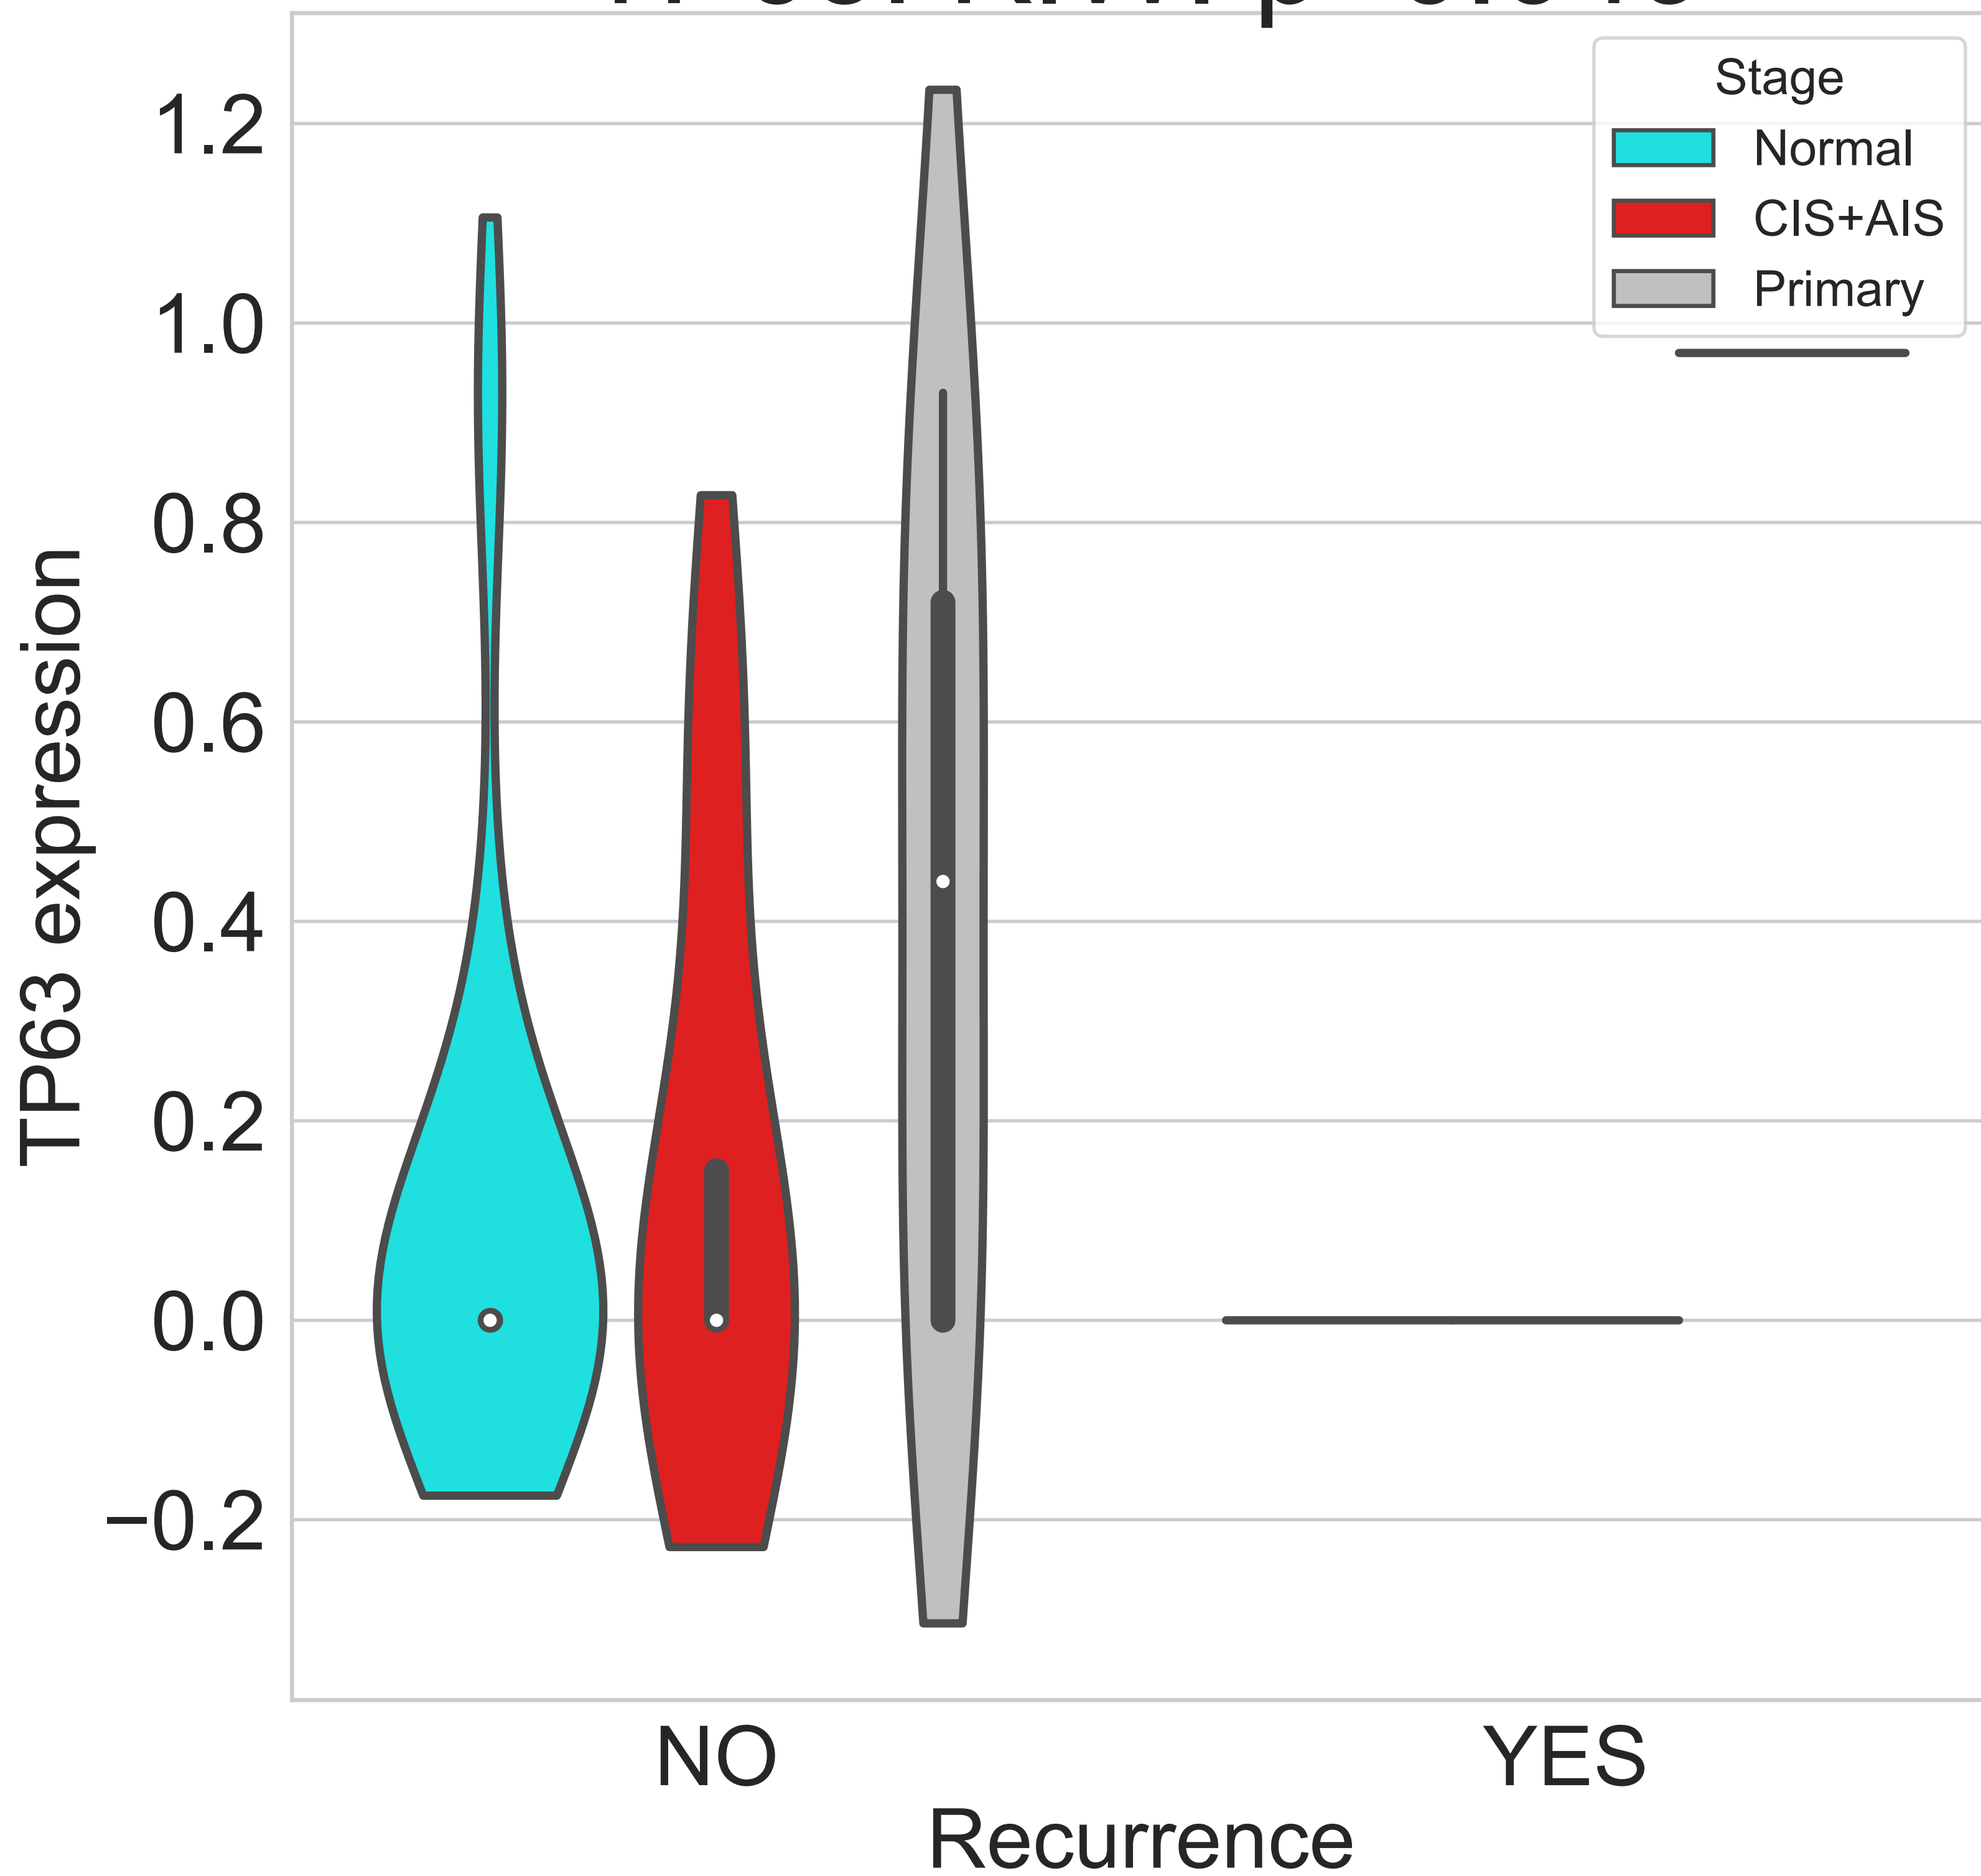 1.2
1.0
0.8
0.6
0.4
0.2
0.0
−0.2
TP63 expression
Stage
Normal
CIS+AIS
Primary
NO
YES
Recurrence